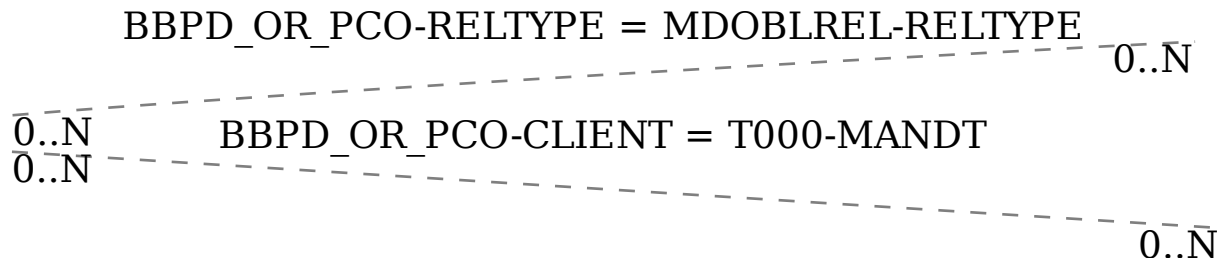 BBPD_OR_PCO-RELTYPE = MDOBLREL-RELTYPE
0..N
0..N
BBPD_OR_PCO-CLIENT = T000-MANDT
0..N
0..N